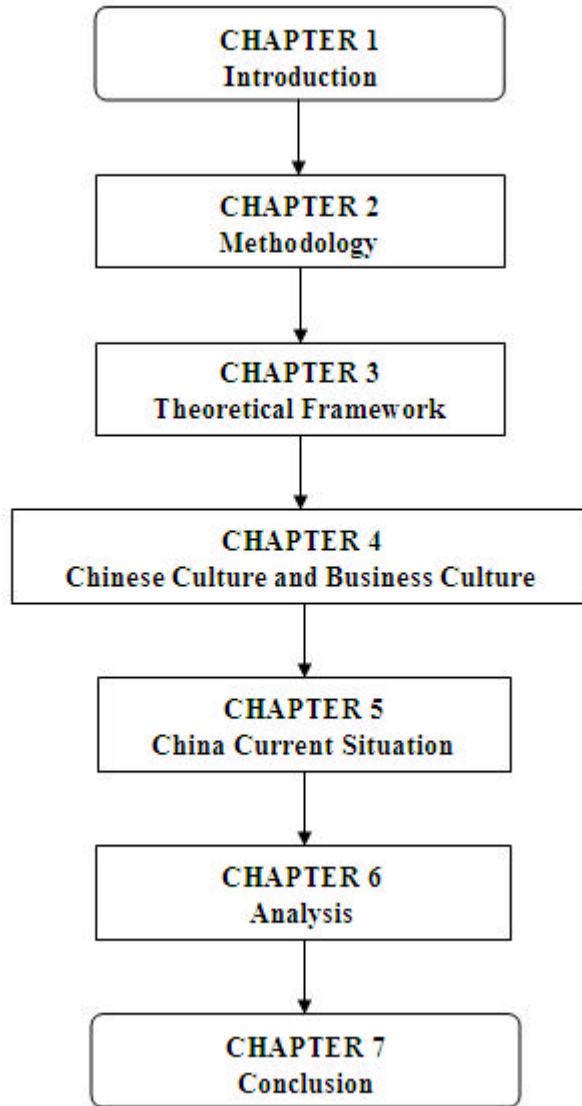 CHAPTER 1
Introduction
CHAPTER 2
Methodology
CHAPTER 3
Theoretical Framework
CHAPTER 4
Chinese Culture and Business Culture
CHAPTER 5
China Current Situation
CHAPTER 6
Analysis
CHAPTER 7
Conclusion